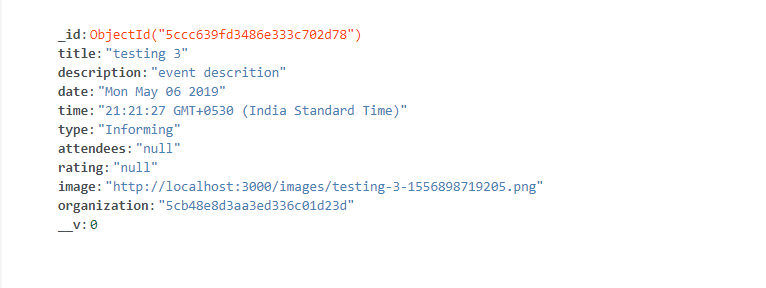 _id:ObjectId("5ccc639fd3486e333c702d78")
title:"testing 3"
description:"event descrition"
date:"Mon May 06 2019"
time:"21:21:27 GMT+0530 (India Standard Time)"
type:"Informing"
attendees:"null"
rating:"null"
image:"http://localhost:3000/images/testing-3-1556898719205.png"
organization:"5cb48e8d3aa3ed336c01d23d"
__v:0